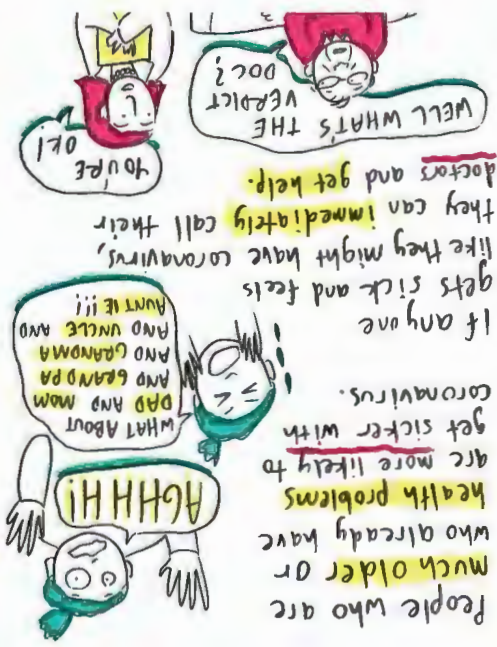 People who are
much older or
who already have
health problems
are more likely to
get sicker with
coronavirus.
AGHHH!
WHAT ABOUT
DAD AND MOM
AND GRANDPA
AND GRANDMA
AND UNCLE AND
AUNTIE!!!
If anyone
gets sick and feels
like they might have coronavirus,
they can immediately call their
doctors and get help.
WELL WHAT'S THE
VERDICT
DOC?
YOU'RE
OK!